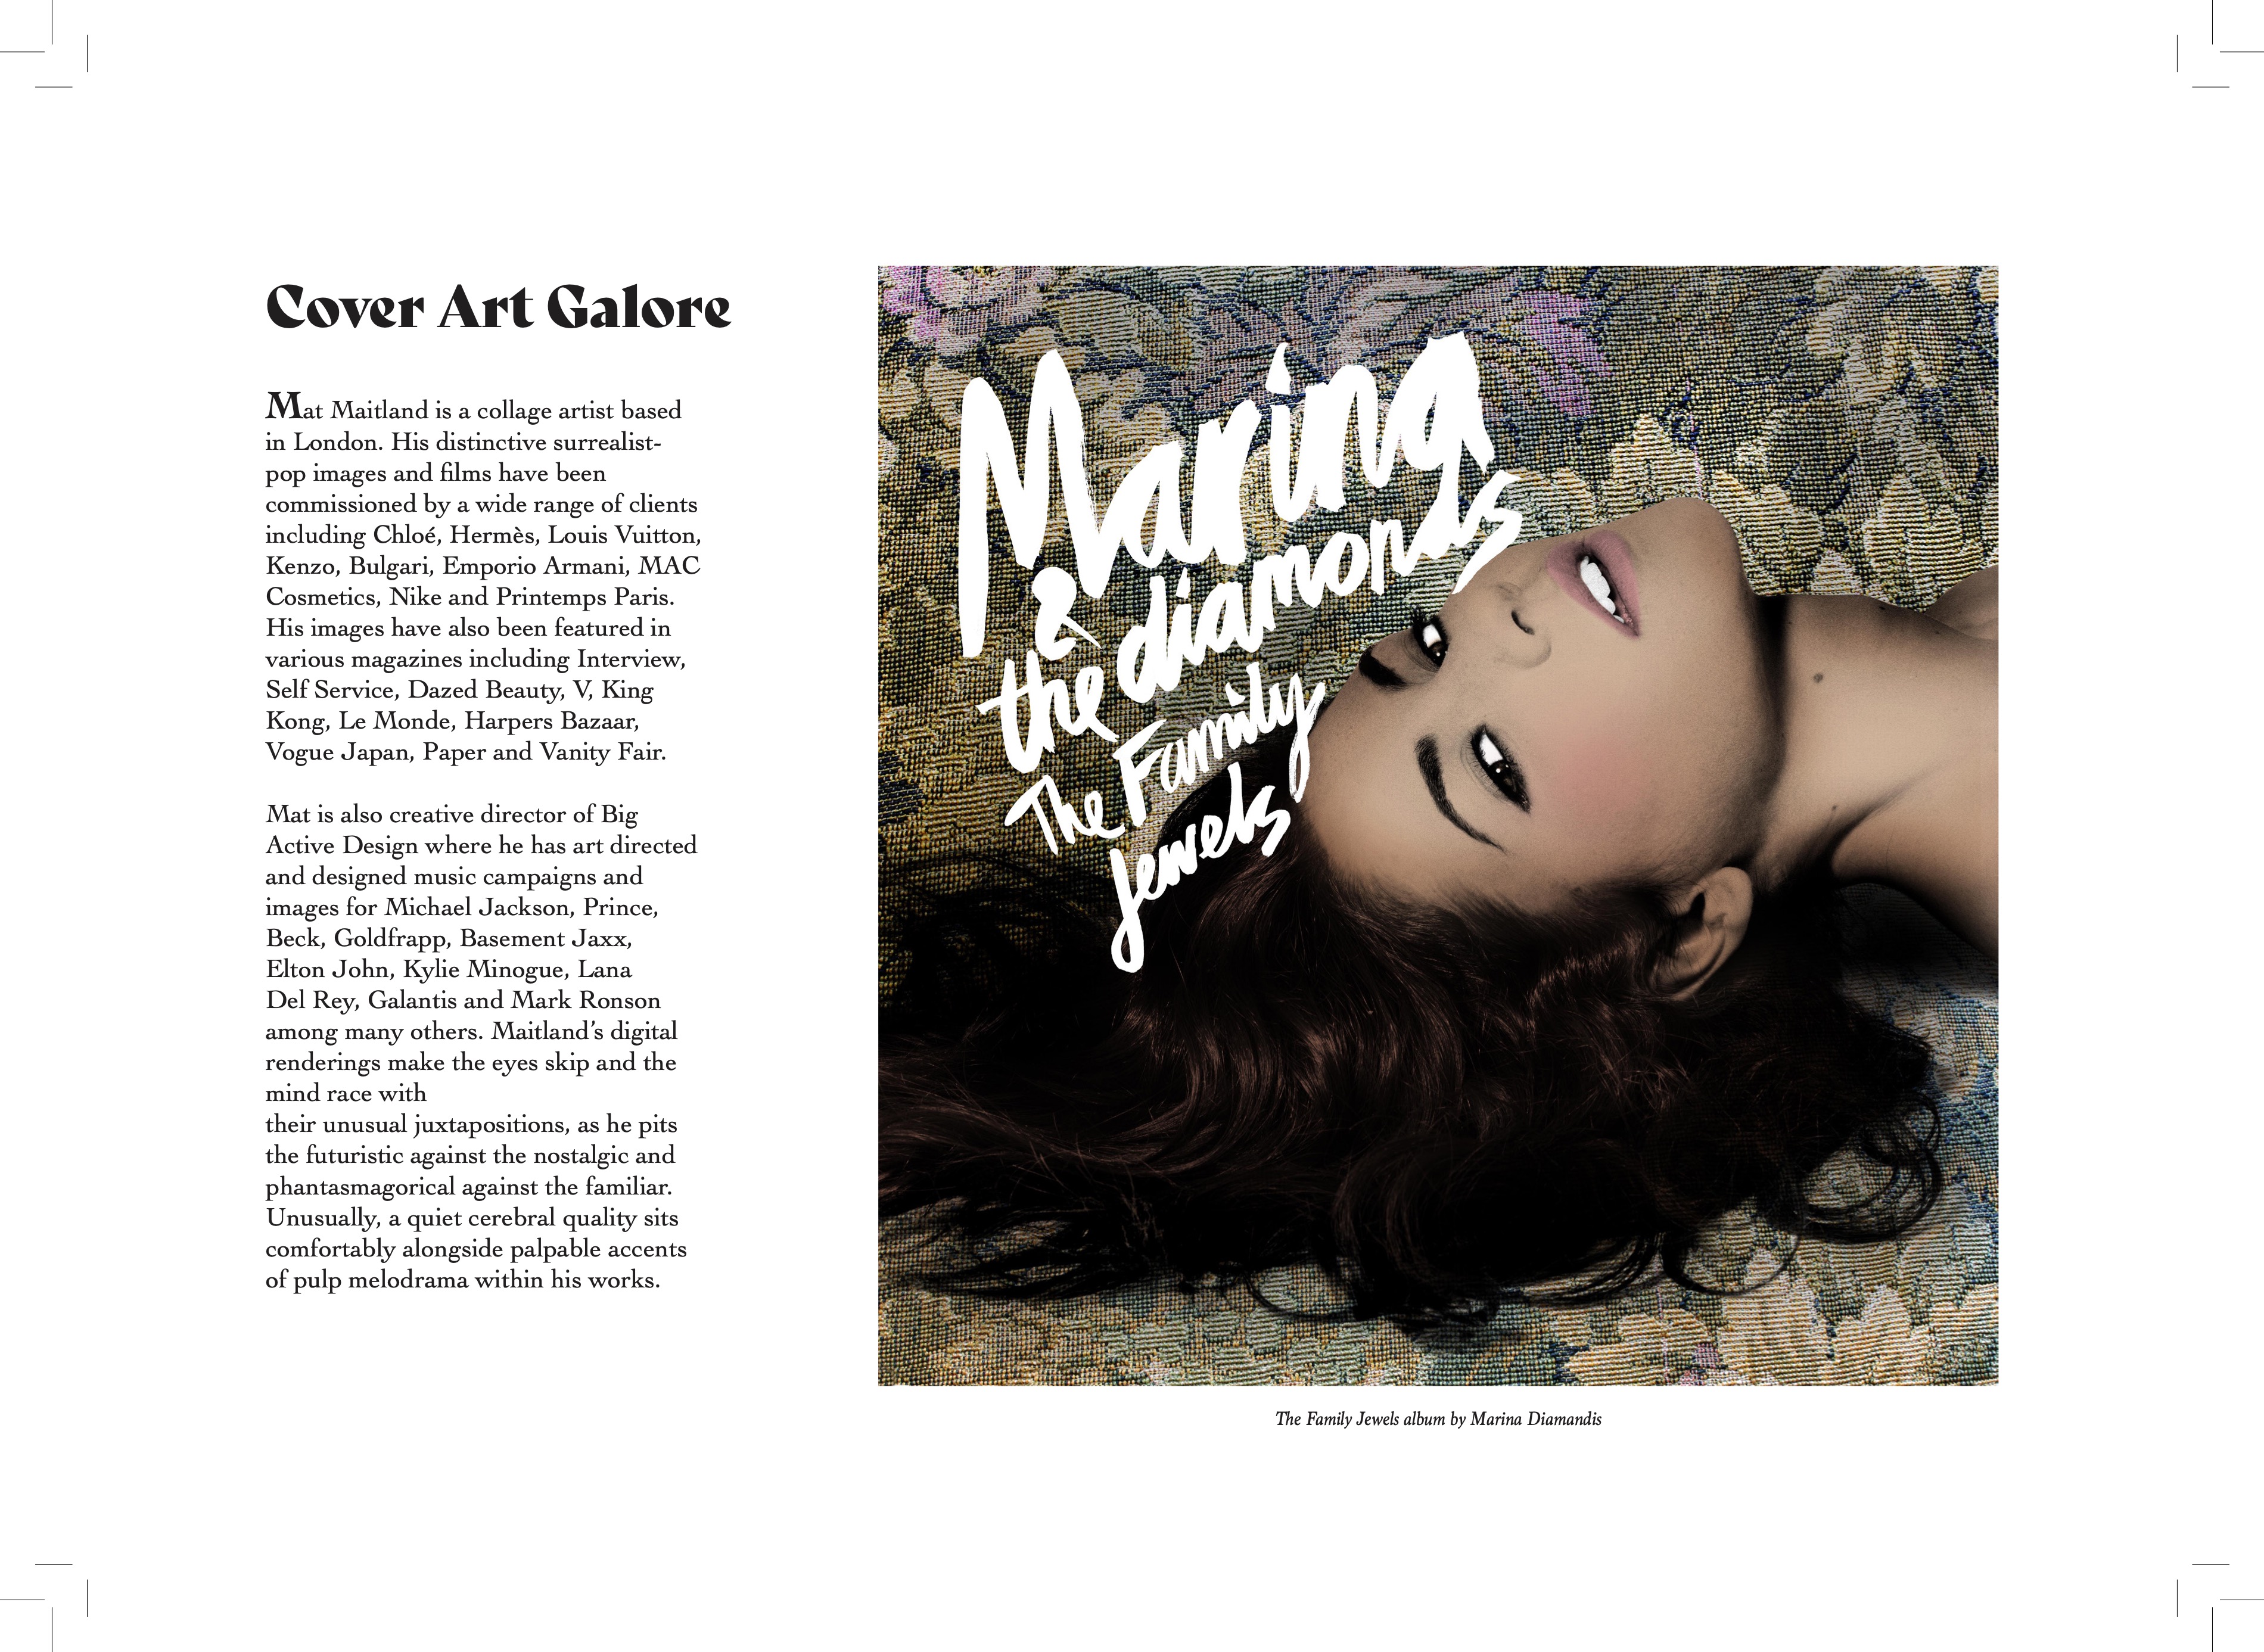 Cover Art Galore
Mat Maitland is a collage artist based
in London. His distinctive surrealist-
pop images and films have been
commissioned by a wide range of clients
including Chloé, Hermès, Louis Vuitton,
Kenzo, Bulgari, Emporio Armani, MAC
Cosmetics, Nike and Printemps Paris.
His images have also been featured in
various magazines including Interview,
Self Service, Dazed Beauty, V, King
Kong, Le Monde, Harpers Bazaar,
Vogue Japan, Paper and Vanity Fair.
Mat is also creative director of Big
Active Design where he has art directed
and designed music campaigns and
images for Michael Jackson, Prince,
Beck, Goldfrapp, Basement Jaxx,
Elton John, Kylie Minogue, Lana
Del Rey, Galantis and Mark Ronson
among many others. Maitland’s digital
renderings make the eyes skip and the
mind race with
their unusual juxtapositions, as he pits
the futuristic against the nostalgic and
phantasmagorical against the familiar.
Unusually, a quiet cerebral quality sits
comfortably alongside palpable accents
of pulp melodrama within his works.
Marina
&
the diamonds
The Family
Jewels
The Family Jewels album by Marina Diamandis